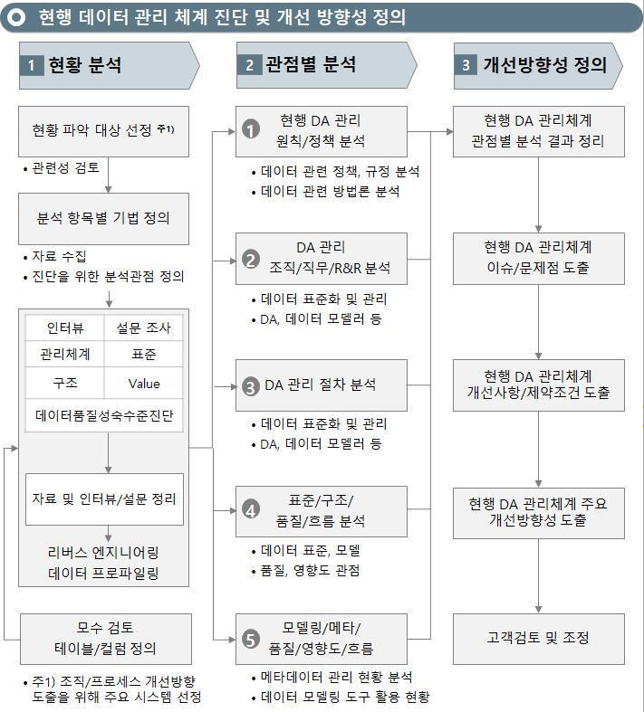 현행 데이터 관리 체계 진단 및 개선 방향성 정의
1 현황 분석
현황 파악 대상 선정 주1)
• 관련성 검토
분석 항목별 기법 정의
• 자료 수집
• 진단을 위한 분석관점 정의
인터뷰 설문 조사
관리체계 표준
구조 Value
데이터품질성숙수준진단
자료 및 인터뷰/설문 정리
리버스 엔지니어링
데이터 프로파일링
모수 검토
테이블/컬럼 정의
• 주1) 조직/프로세스 개선방향
도출을 위해 주요 시스템 선정
2 관점별 분석
1 현행 DA 관리
원칙/정책 분석
• 데이터 관련 정책, 규정 분석
• 데이터 관련 방법론 분석
2 DA 관리
조직/직무/R&R 분석
• 데이터 표준화 및 관리
• DA, 데이터 모델러 등
3 DA 관리 절차 분석
• 데이터 표준화 및 관리
• DA, 데이터 모델러 등
4 표준/구조/
품질/흐름 분석
• 데이터 표준, 모델
• 품질, 영향도 관점
5 모델링/메타/
품질/영향도/흐름
• 메타데이터 관리 현황 분석
• 데이터 모델링 도구 활용 현황
3 개선방향성 정의
현행 DA 관리체계
관점별 분석 결과 정리
현행 DA 관리체계
이슈/문제점 도출
현행 DA 관리체계
개선사항/제약조건 도출
현행 DA 관리체계 주요
개선방향성 도출
고객검토 및 조정